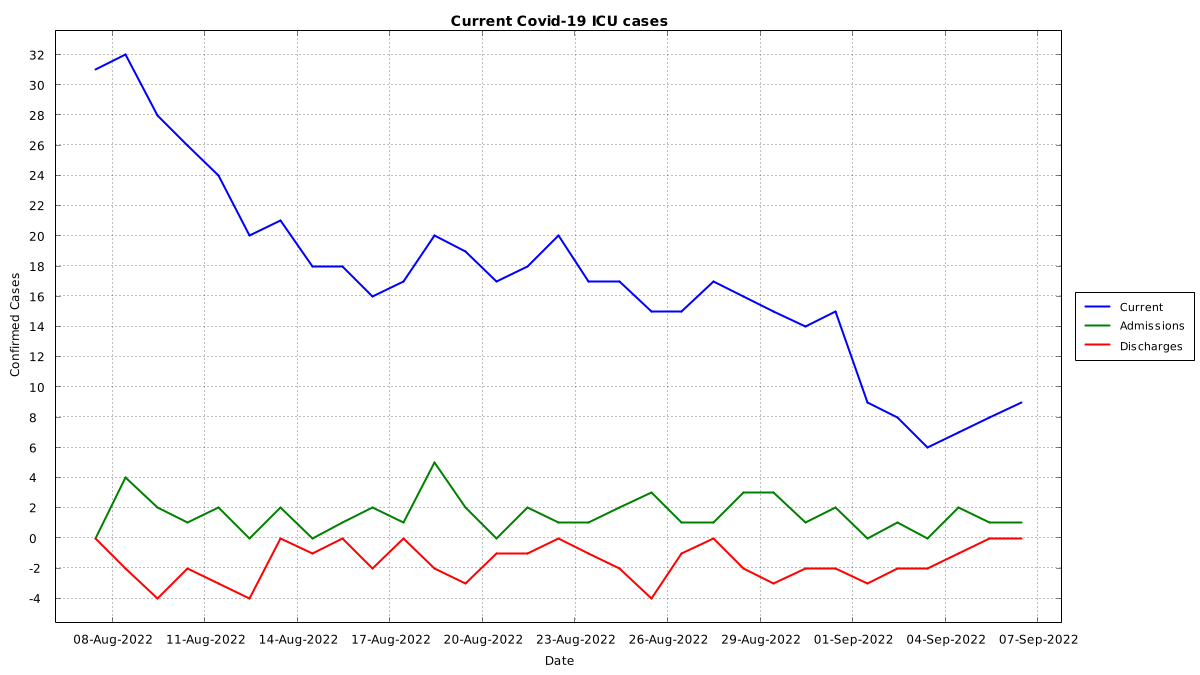 Current Covid-19 ICU cases
Confirmed Cases
32
30
28
26
24
22
20
18
16
14
12
10
8
6
4
2
0
-2
-4
08-Aug-2022 11-Aug-2022 14-Aug-2022 17-Aug-2022 20-Aug-2022 23-Aug-2022 26-Aug-2022 29-Aug-2022 01-Sep-2022 04-Sep-2022 07-Sep-2022
Date
Current
Admissions
Discharges